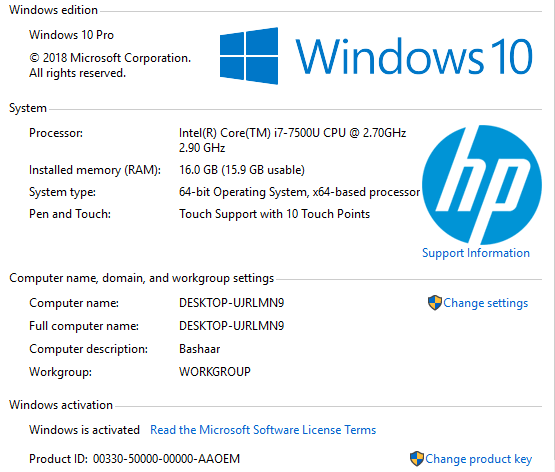 Windows edition
Windows 10 Pro
© 2018 Microsoft Corporation.
All rights reserved.
Windows 10
System
Processor: Intel(R) Core(TM) i7-7500U CPU @ 2.70GHz
2.90 GHz
Installed memory (RAM): 16.0 GB (15.9 GB usable)
System type: 64-bit Operating System, x64-based processor
Pen and Touch: Touch Support with 10 Touch Points
hp
Support Information
Computer name, domain, and workgroup settings
Computer name: DESKTOP-UJRLMN9 Change settings
Full computer name: DESKTOP-UJRLMN9
Computer description: Bashaar
Workgroup: WORKGROUP
Windows activation
Windows is activated Read the Microsoft Software License Terms
Product ID: 00330-50000-00000-AAOEM Change product key